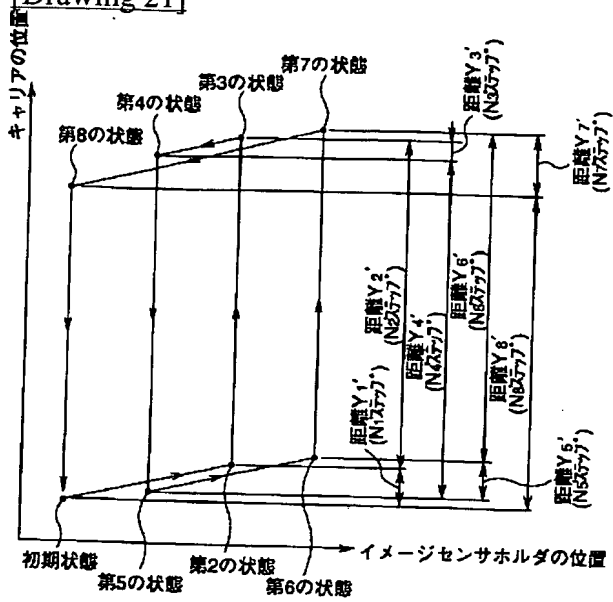 [Drawing 21]
キャリアの位置
第7の状態
第3の状態
第4の状態
第8の状態
距離Y3'
(N3ステップ)
距離Y7'
(N7ステップ)
距離Y2'
(N2ステップ)
距離Y4'
(N4ステップ)
距離Y6'
(N6ステップ)
距離Y8'
(N8ステップ)
距離Y1'
(N1ステップ)
距離Y5'
(N5ステップ)
イメージセンサホルダの位置
初期状態
第5の状態
第2の状態
第6の状態